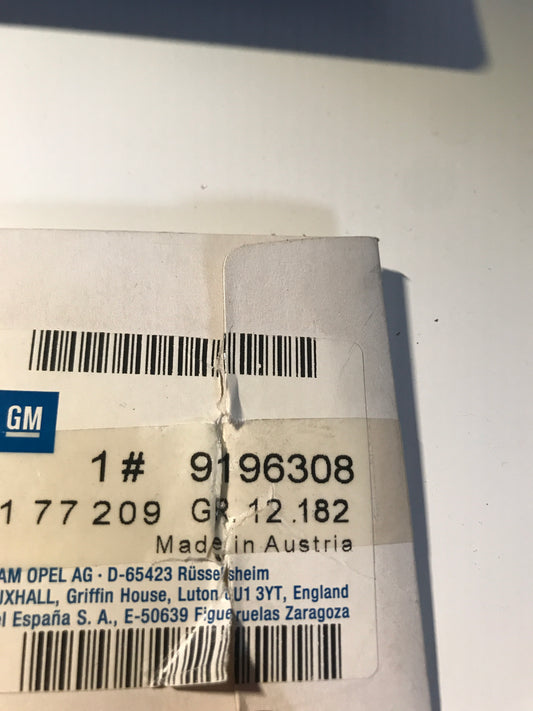 GM
1# 9196308
1 77 209 GR. 12.182
Made in Austria
AM OPEL AG · D-65423 Rüsselsheim
UXHALL, Griffin House, Luton LU1 3YT, England
el España S. A., E-50639 Figueruelas Zaragoza